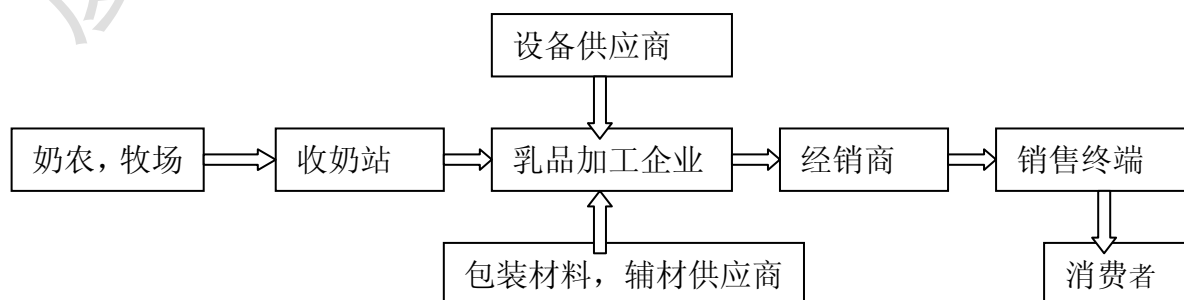 设备供应商
奶农，牧场
收奶站
乳品加工企业
经销商
销售终端
包装材料，辅材供应商
消费者